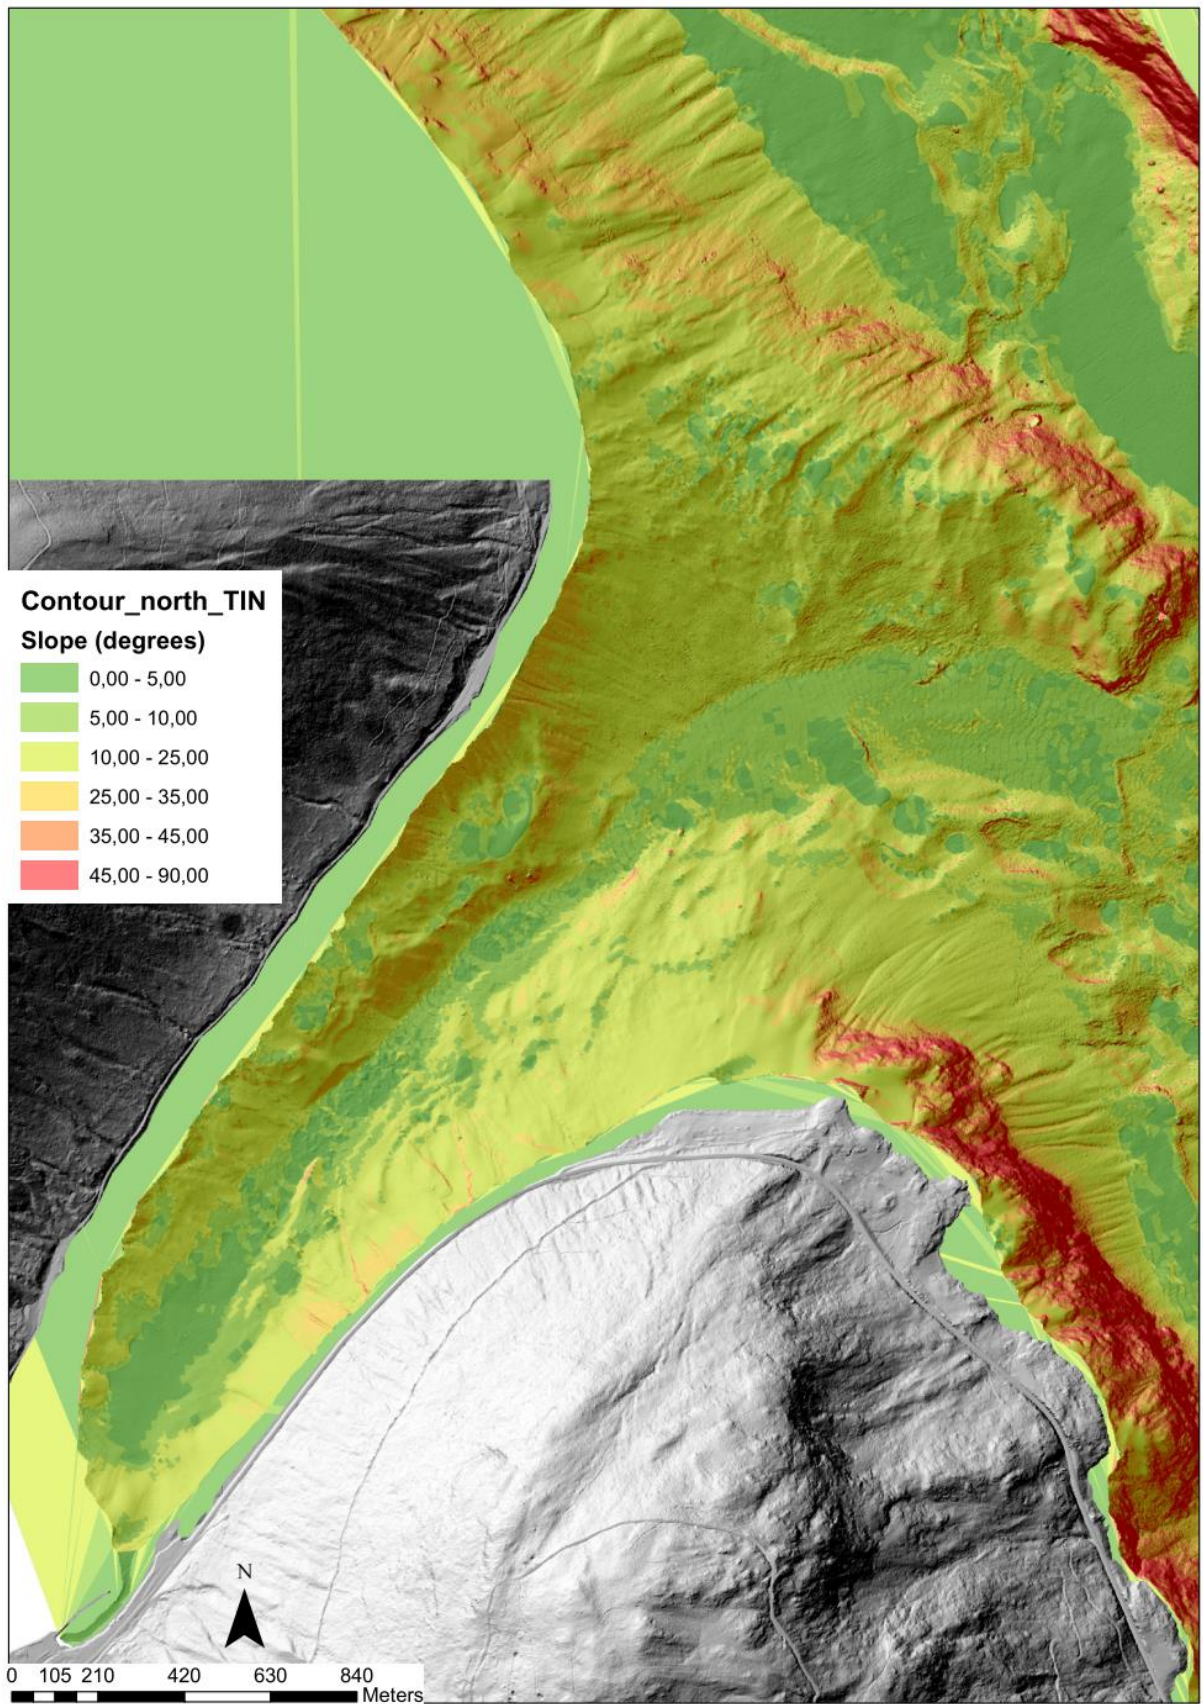 Contour_north_TIN
Slope (degrees)
0,00 - 5,00
5,00 - 10,00
10,00 - 25,00
25,00 - 35,00
35,00 - 45,00
45,00 - 90,00
N
0 105 210 420 630 840
Meters